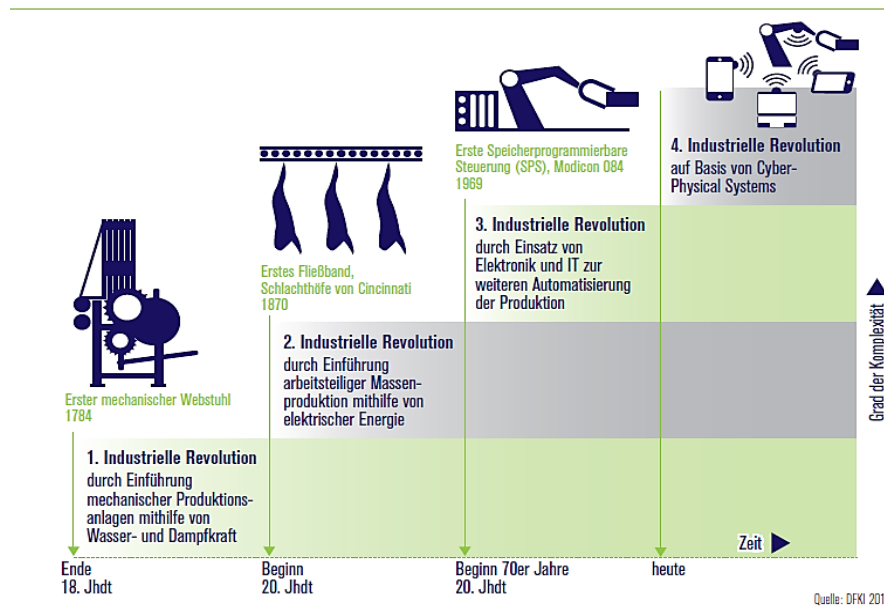 Erster mechanischer Webstuhl
1784
1. Industrielle Revolution
durch Einführung
mechanischer Produktions-
anlagen mithilfe von
Wasser- und Dampfkraft
Ende
18. Jhdt
Erstes Fließband,
Schlachthöfe von Cincinnati
1870
2. Industrielle Revolution
durch Einführung
arbeitsteiliger Massen-
produktion mithilfe von
elektrischer Energie
Beginn
20. Jhdt
Erste Speicherprogrammierbare
Steuerung (SPS), Modicon 084
1969
3. Industrielle Revolution
durch Einsatz von
Elektronik und IT zur
weiteren Automatisierung
der Produktion
Beginn 70er Jahre
20. Jhdt
4. Industrielle Revolution
auf Basis von Cyber-
Physical Systems
heute
Zeit
Grad der Komplexität
Quelle: DFKI 201